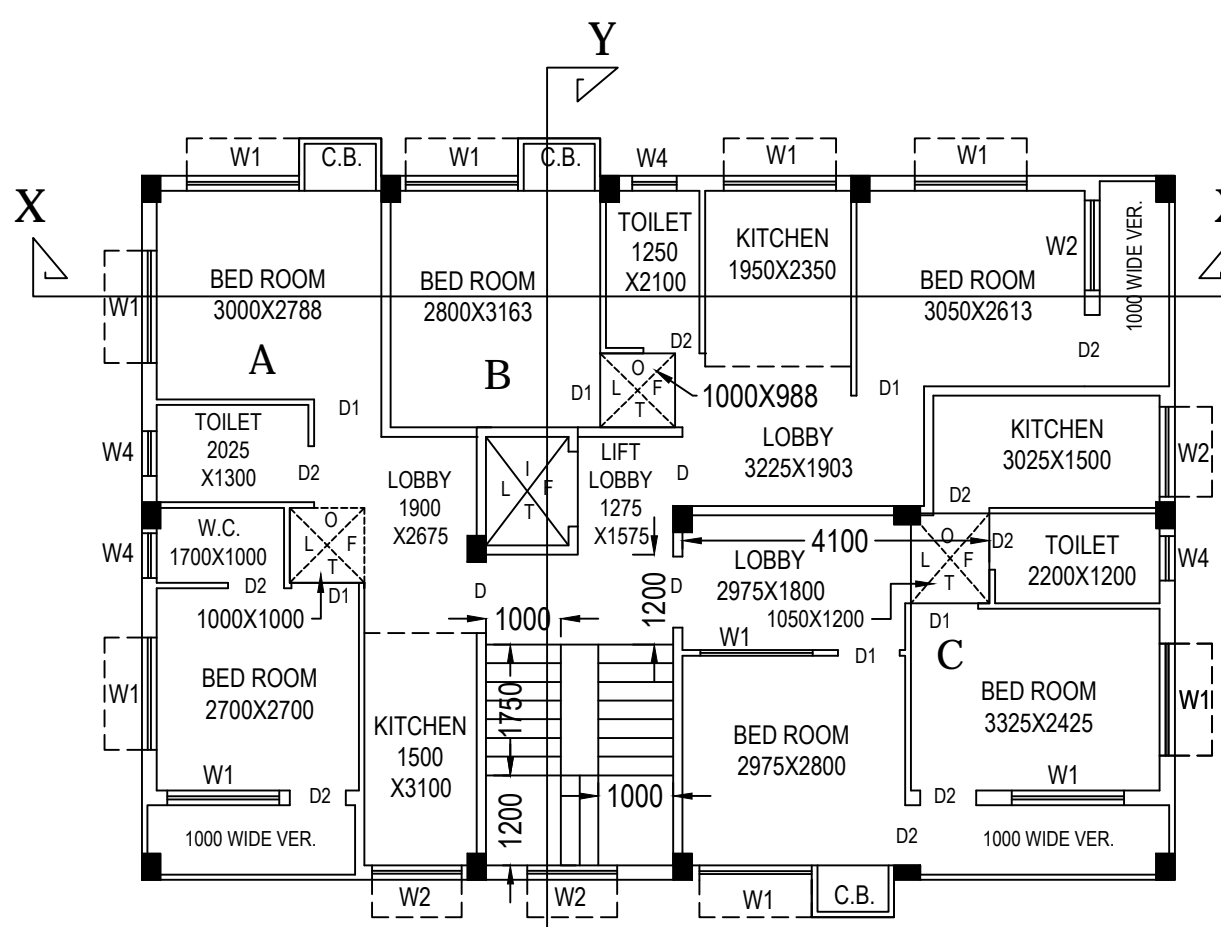 Y
W1
C.B.
W1
C.B.
W4
W1
W1
X
X
TOILET
1250
X2100
KITCHEN
1950X2350
W2
1000 WIDE VER.
BED ROOM
3000X2788
BED ROOM
2800X3163
BED ROOM
3050X2613
W1
A
B
D2
D2
O
L F
T
1000X988
D1
D1
D1
TOILET
2025
X1300
W4
D2
LOBBY
1900
X2675
I
L F
T
LIFT
LOBBY
1275
X1575
D
LOBBY
3225X1903
KITCHEN
3025X1500
W2
D2
W.C.
1700X1000
W4
D2
O
L F
T
1000X1000
D1
D
1000
1200
D
4100
LOBBY
2975X1800
1050X1200
O
L F
T
D2
TOILET
2200X1200
W4
W1
D1
D1
C
BED ROOM
2700X2700
W1
W1
D2
1000 WIDE VER.
KITCHEN
1500
X3100
W2
1750
1200
1000
W2
BED ROOM
2975X2800
BED ROOM
3325X2425
W1
W1
D2
D2
1000 WIDE VER.
W1
C.B.